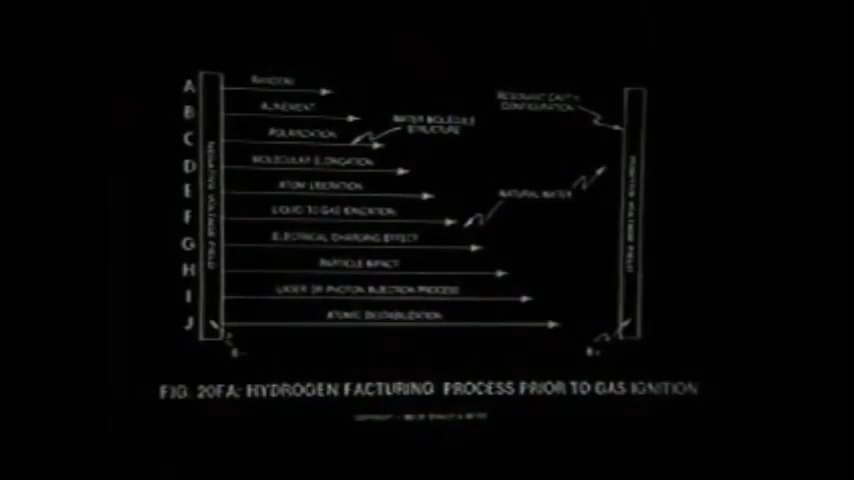 A
RANDOM
B
ALINEMENT
C
POLARIZATION
D
MOLECULAR ELONGATION
E
ATOM LIBERATION
F
LIQUID TO GAS IONIZATION
G
ELECTRICAL CHARGING EFFECT
H
PARTICLE IMPACT
I
LASER OR PHOTON INJECTION PROCESS
J
ATOMIC DESTABILIZATION
WATER MOLECULE
STRUCTURE
RESONANT CAVITY
CONFIGURATION
NATURAL WATER
NEGATIVE VOLTAGE FIELD
POSITIVE VOLTAGE FIELD
B-
B+
FIG. 20FA: HYDROGEN FACTURING PROCESS PRIOR TO GAS IGNITION